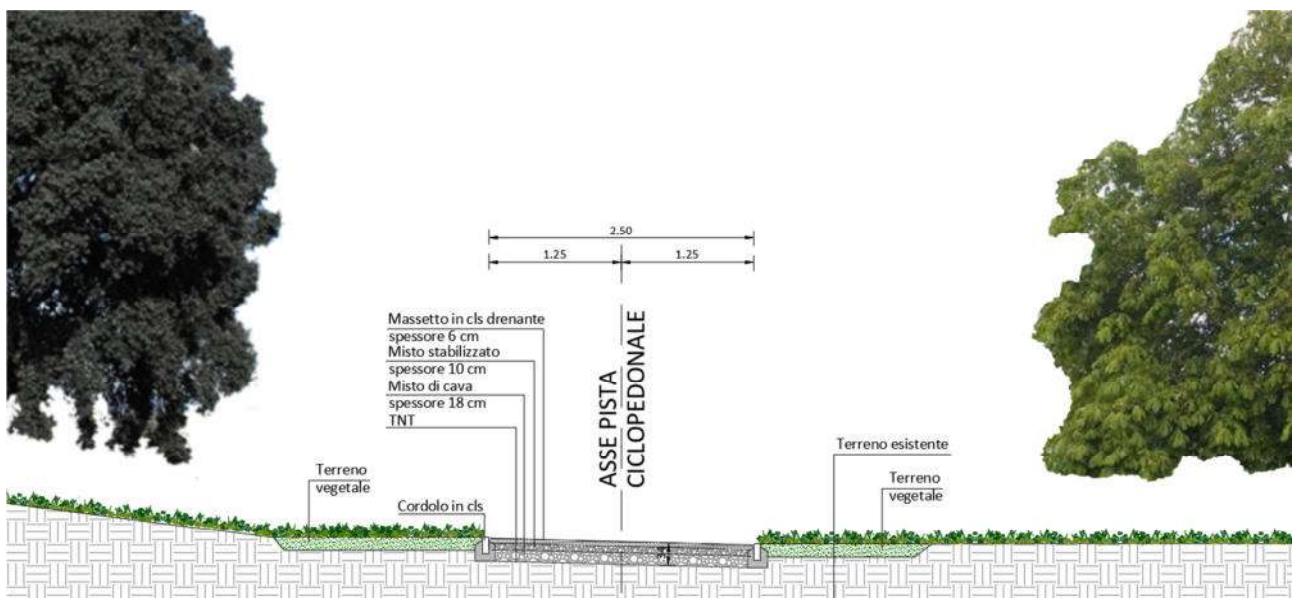 2.50
1.25
1.25
Massetto in cls drenante
spessore 6 cm
Misto stabilizzato
spessore 10 cm
Misto di cava
spessore 18 cm
TNT
ASSE PISTA
CICLOPEDONALE
Terreno esistente
Terreno
vegetale
Terreno
vegetale
Cordolo in cls